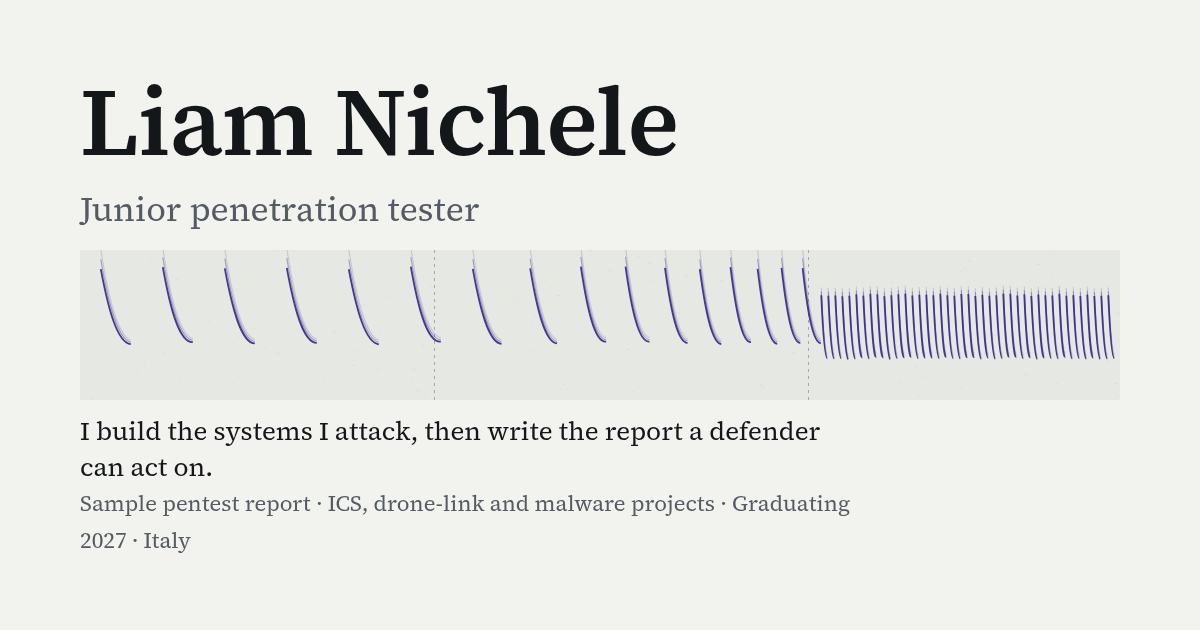 Liam Nichele
Junior penetration tester
I build the systems I attack, then write the report a defender
can act on.
Sample pentest report · ICS, drone-link and malware projects · Graduating
2027 · Italy